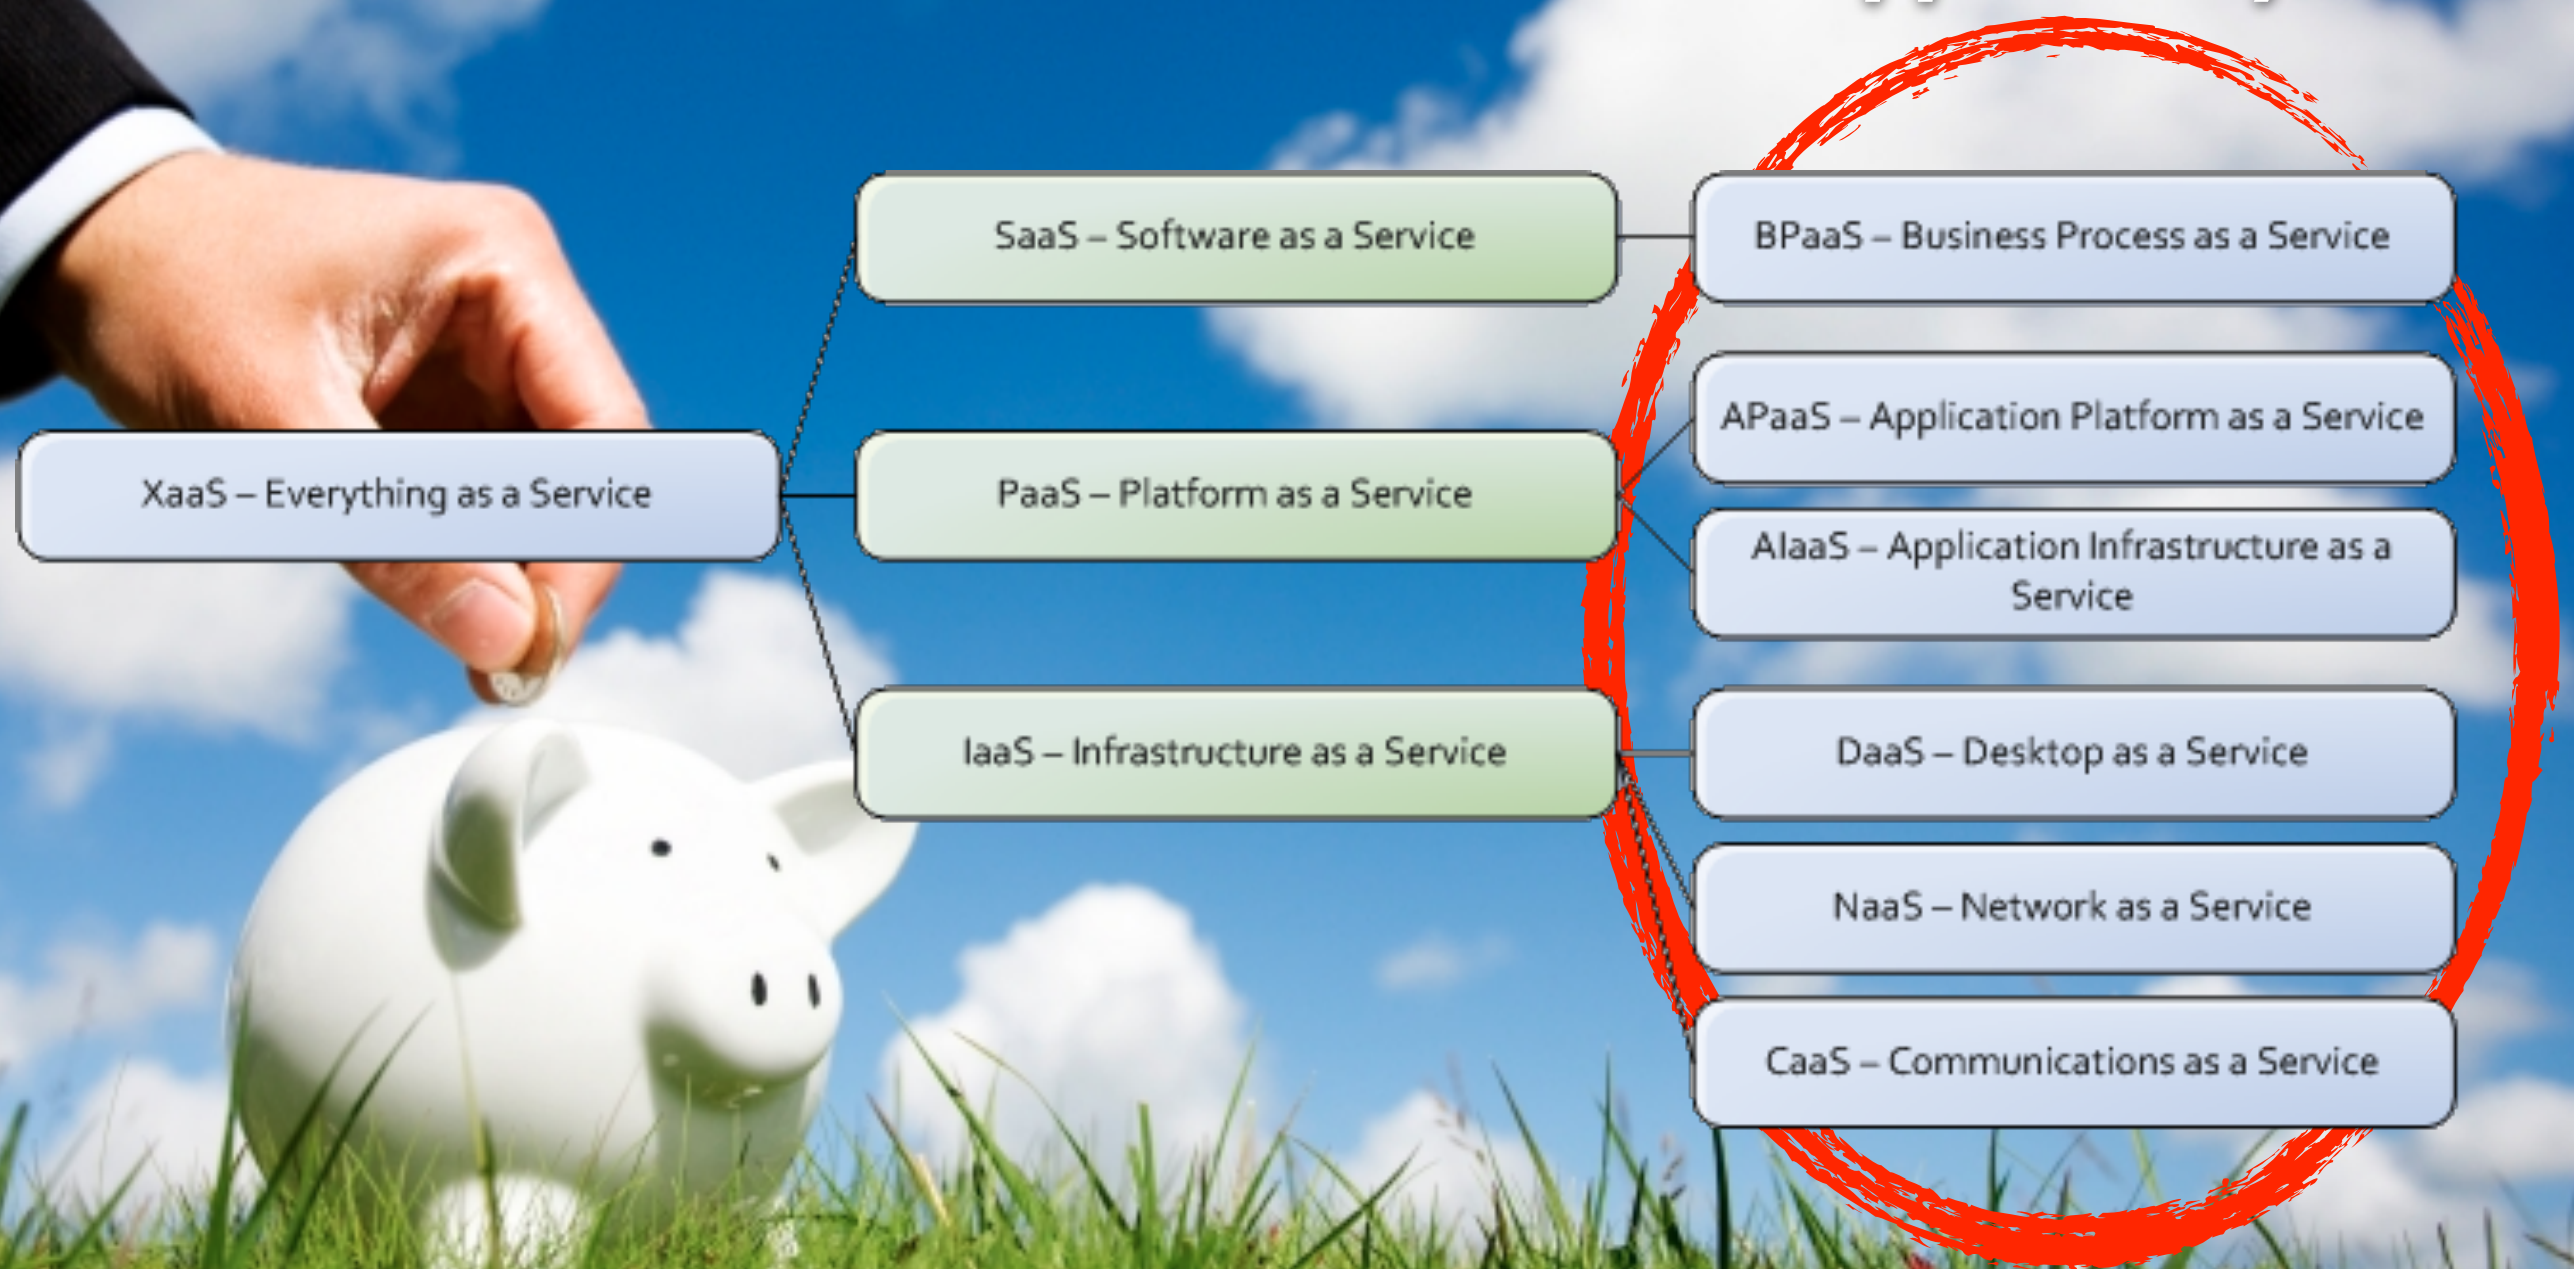 XaaS – Everything as a Service
SaaS – Software as a Service
PaaS – Platform as a Service
IaaS – Infrastructure as a Service
BPaaS – Business Process as a Service
APaaS – Application Platform as a Service
AIaaS – Application Infrastructure as a
Service
DaaS – Desktop as a Service
NaaS – Network as a Service
CaaS – Communications as a Service